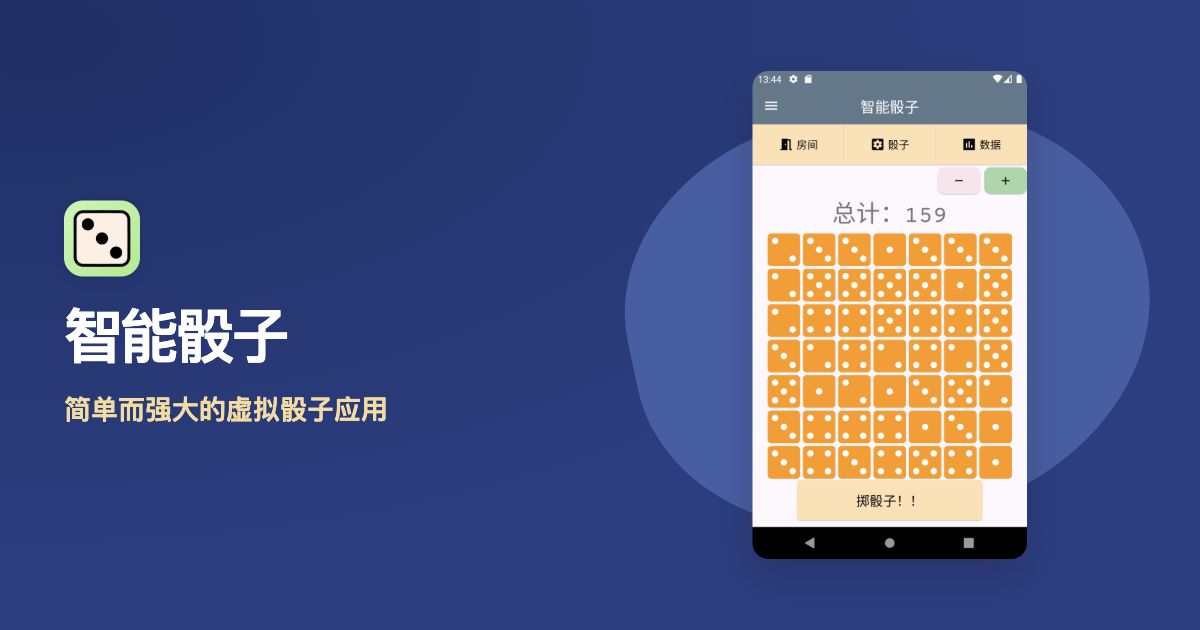 智能骰子
简单而强大的虚拟骰子应用
13:44
智能骰子
房间
骰子
数据
− +
总计：159
掷骰子！！